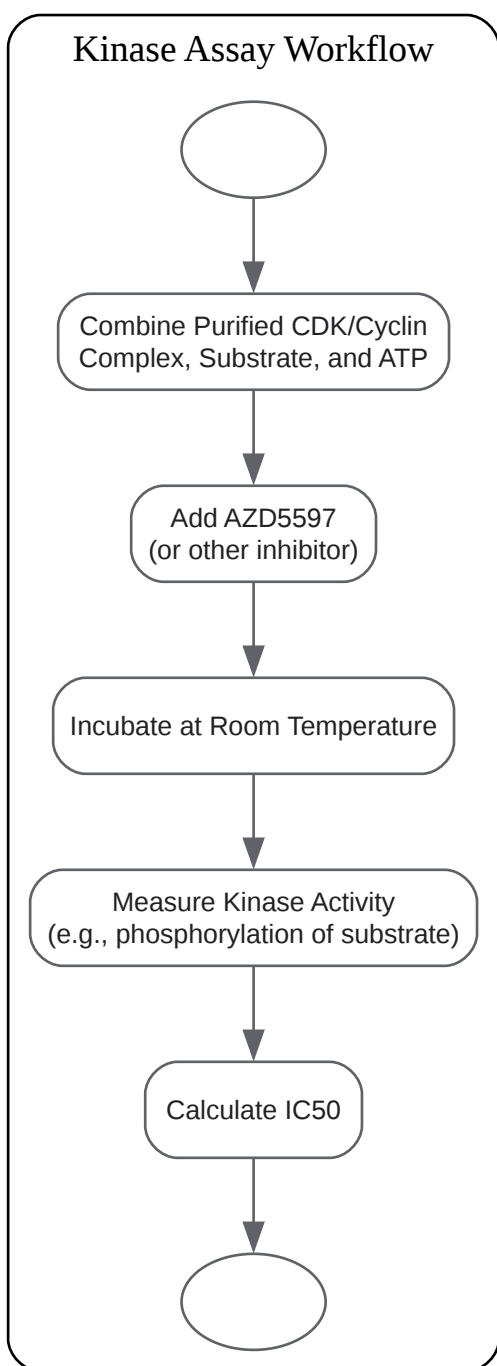 Kinase Assay Workflow
Combine Purified CDK/Cyclin
Complex, Substrate, and ATP
Add AZD5597
(or other inhibitor)
Incubate at Room Temperature
Measure Kinase Activity
(e.g., phosphorylation of substrate)
Calculate IC50